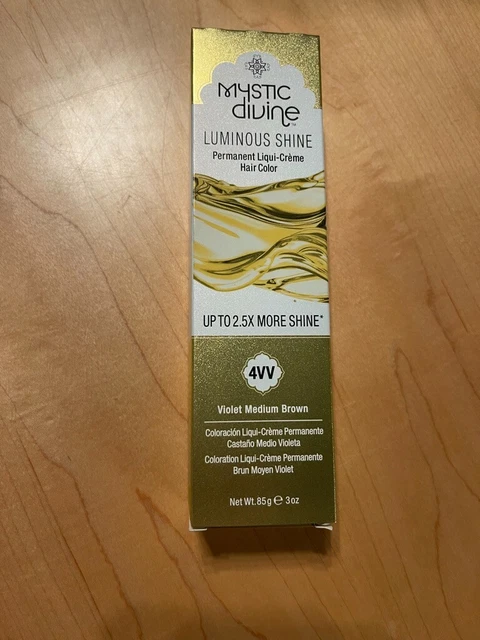 MYSTIC
divine™
LUMINOUS SHINE
Permanent Liqui-Crème
Hair Color
UP TO 2.5X MORE SHINE*
4VV
Violet Medium Brown
Coloración Liqui-Crème Permanente
Castaño Medio Violeta
Coloration Liqui-Crème Permanente
Brun Moyen Violet
Net Wt. 85g ℮ 3oz